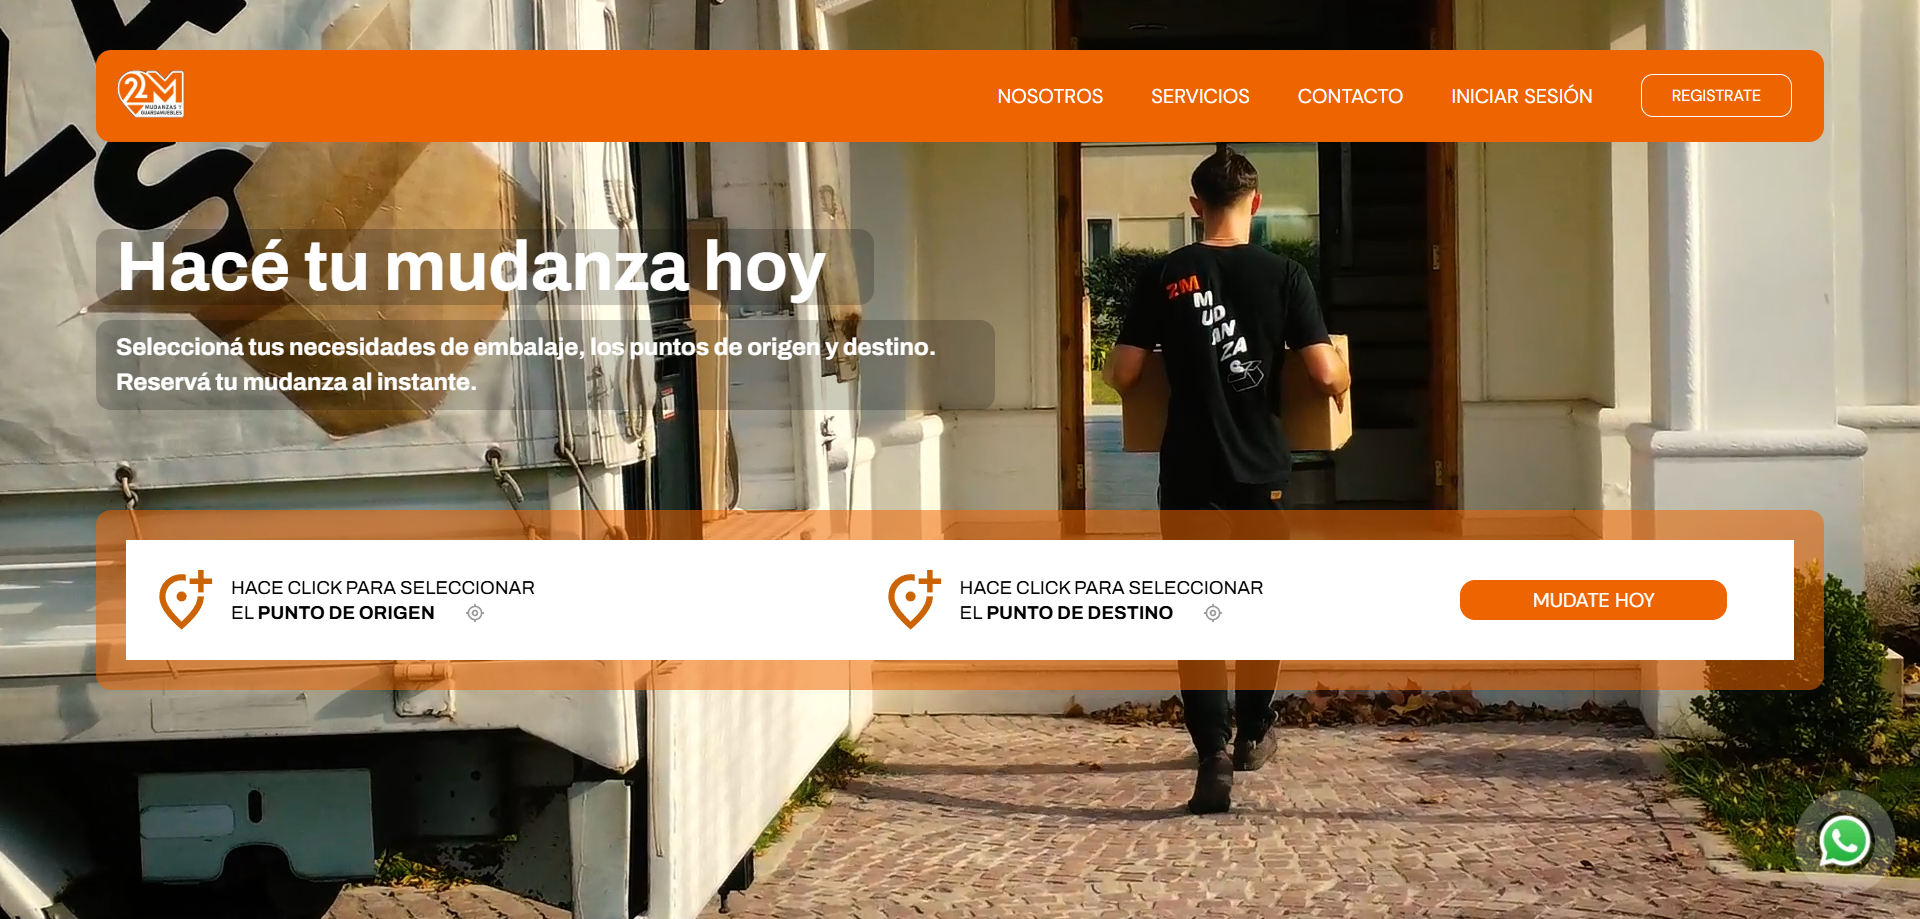 2M
MUDANZAS Y
GUARDAMUEBLES
NOSOTROS
SERVICIOS
CONTACTO
INICIAR SESIÓN
REGISTRATE
Hacé tu mudanza hoy
Seleccioná tus necesidades de embalaje, los puntos de origen y destino.
Reservá tu mudanza al instante.
2M
MUDANZAS
HACE CLICK PARA SELECCIONAR
EL PUNTO DE ORIGEN
HACE CLICK PARA SELECCIONAR
EL PUNTO DE DESTINO
MUDATE HOY